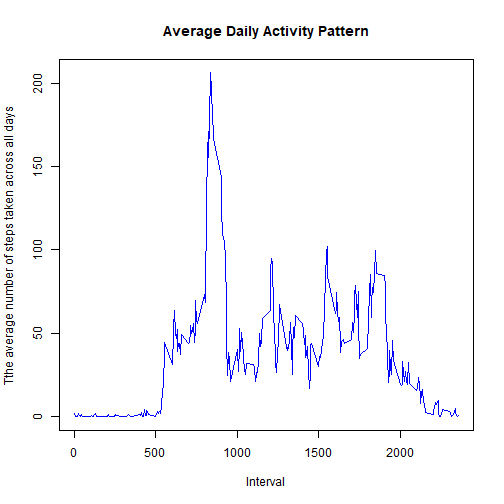 Average Daily Activity Pattern
Tthe average number of steps taken across all days
200
150
100
50
0
0 500 1000 1500 2000
Interval